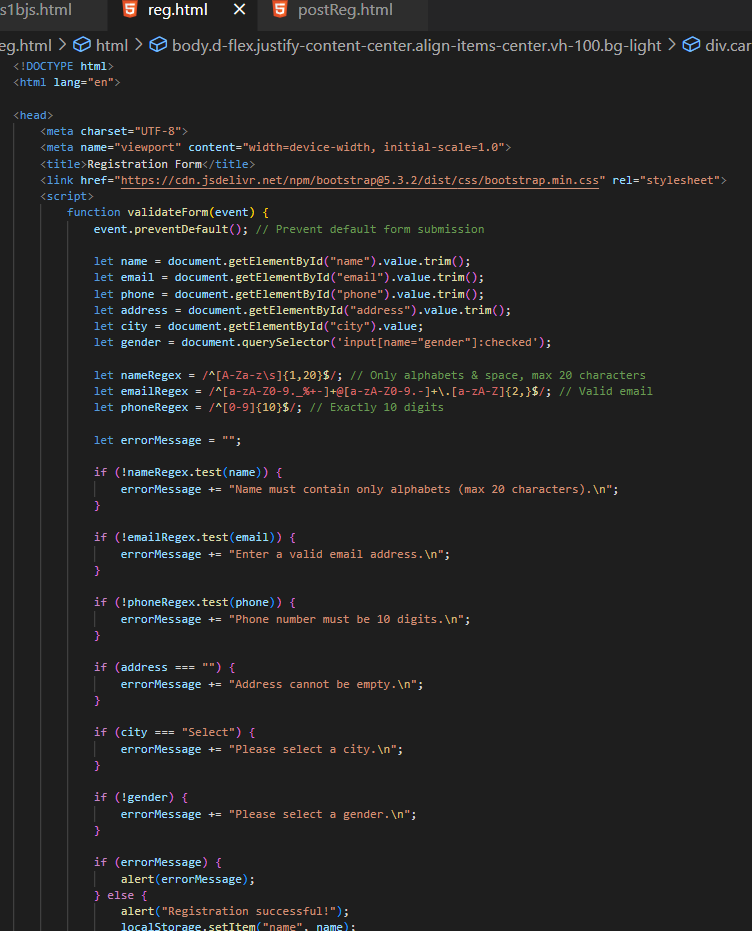 s1bjs.html reg.html × postReg.html
eg.html > html > body.d-flex.justify-content-center.align-items-center.vh-100.bg-light > div.car
<!DOCTYPE html>
<html lang="en">
<head>
<meta charset="UTF-8">
<meta name="viewport" content="width=device-width, initial-scale=1.0">
<title>Registration Form</title>
<link href="https://cdn.jsdelivr.net/npm/bootstrap@5.3.2/dist/css/bootstrap.min.css" rel="stylesheet">
<script>
function validateForm(event) {
event.preventDefault(); // Prevent default form submission
let name = document.getElementById("name").value.trim();
let email = document.getElementById("email").value.trim();
let phone = document.getElementById("phone").value.trim();
let address = document.getElementById("address").value.trim();
let city = document.getElementById("city").value;
let gender = document.querySelector('input[name="gender"]:checked');
let nameRegex = /^[A-Za-z\s]{1,20}$/; // Only alphabets & space, max 20 characters
let emailRegex = /^[a-zA-Z0-9._%+-]+@[a-zA-Z0-9.-]+\.[a-zA-Z]{2,}$/; // Valid email
let phoneRegex = /^[0-9]{10}$/; // Exactly 10 digits
let errorMessage = "";
if (!nameRegex.test(name)) {
errorMessage += "Name must contain only alphabets (max 20 characters).\n";
}
if (!emailRegex.test(email)) {
errorMessage += "Enter a valid email address.\n";
}
if (!phoneRegex.test(phone)) {
errorMessage += "Phone number must be 10 digits.\n";
}
if (address === "") {
errorMessage += "Address cannot be empty.\n";
}
if (city === "Select") {
errorMessage += "Please select a city.\n";
}
if (!gender) {
errorMessage += "Please select a gender.\n";
}
if (errorMessage) {
alert(errorMessage);
} else {
alert("Registration successful!");
localStorage.setItem("name", name);